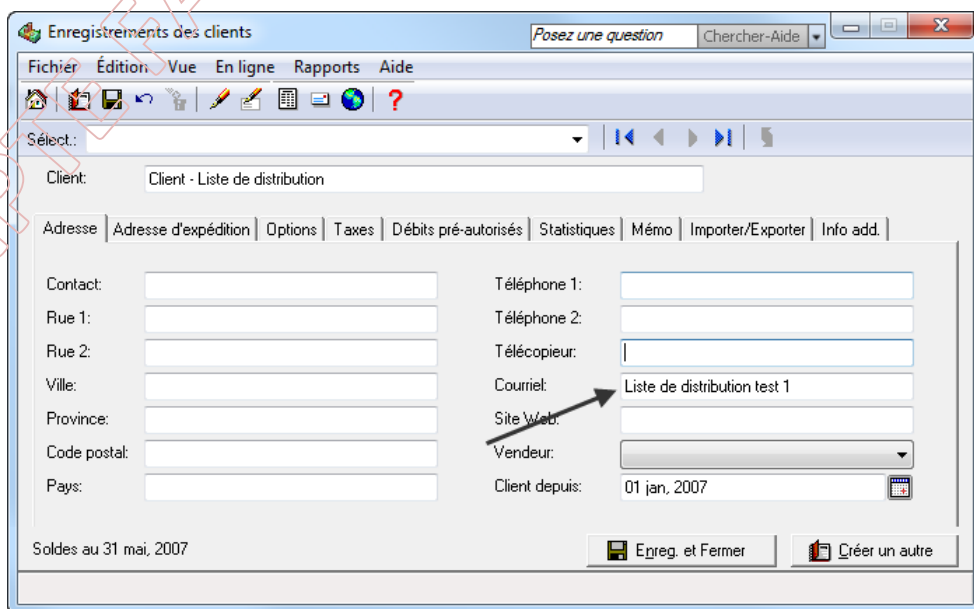 Enregistrements des clients
Posez une question Chercher-Aide
Fichier Édition Vue En ligne Rapports Aide
Sélect.:
Client: Client - Liste de distribution
Adresse Adresse d'expédition Options Taxes Débits pré-autorisés Statistiques Mémo Importer/Exporter Info add.
Contact: Téléphone 1:
Rue 1: Téléphone 2:
Rue 2: Télécopieur:
Ville: Courriel: Liste de distribution test 1
Province: Site Web:
Code postal: Vendeur:
Pays: Client depuis: 01 jan, 2007
Soldes au 31 mai, 2007 Enreg. et Fermer Créer un autre